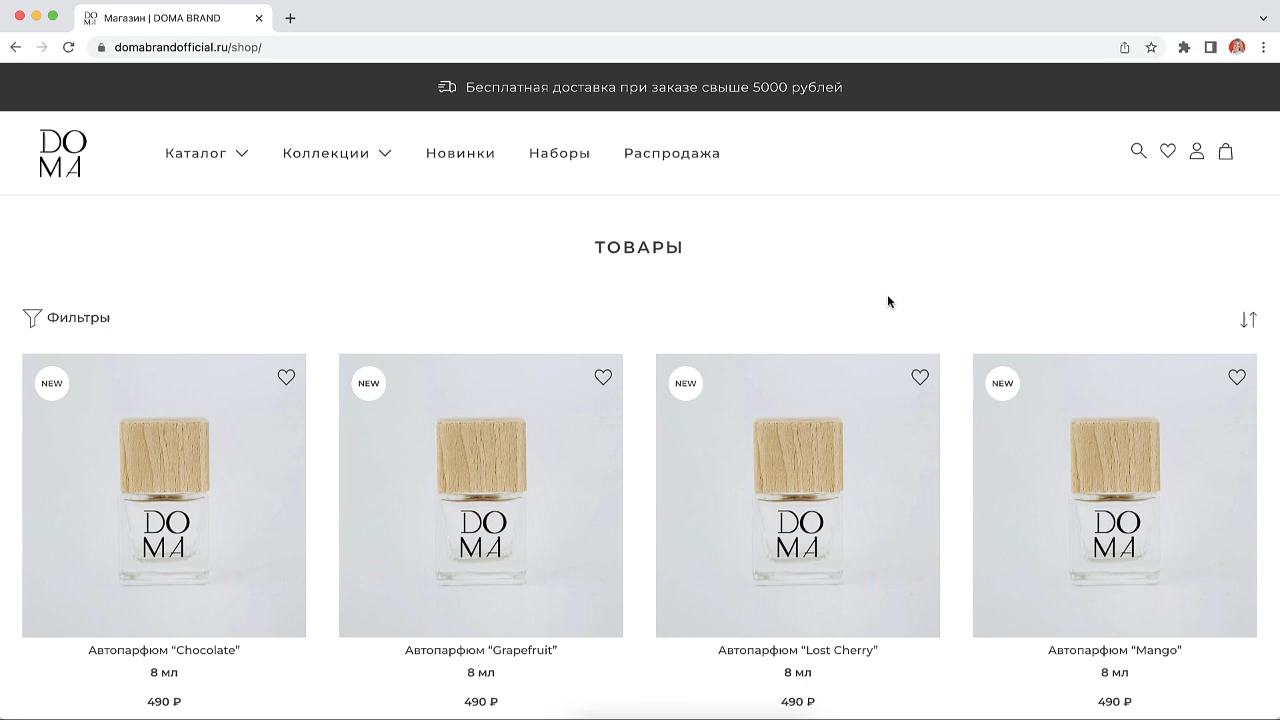 Магазин | DOMA BRAND
domabrandofficial.ru/shop/
Бесплатная доставка при заказе свыше 5000 рублей
DO
MA
Каталог
Коллекции
Новинки
Наборы
Распродажа
ТОВАРЫ
Фильтры
NEW
NEW
NEW
NEW
DO
MA
DO
MA
DO
MA
DO
MA
Автопарфюм “Chocolate”
8 мл
490 ₽
Автопарфюм “Grapefruit”
8 мл
490 ₽
Автопарфюм “Lost Cherry”
8 мл
490 ₽
Автопарфюм “Mango”
8 мл
490 ₽